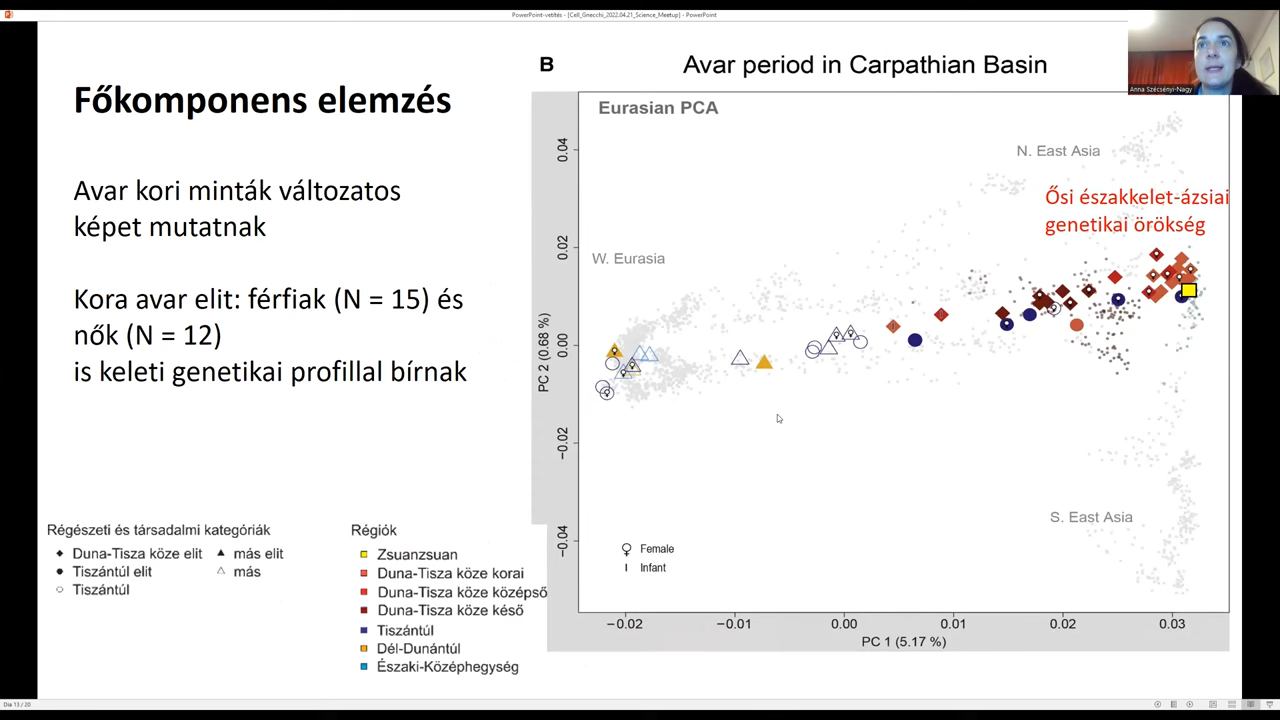 PowerPoint-vetítés - [Cell_Gnecchi_2022.04.21_Science_Meetup] - PowerPoint
Anna Szécsényi-Nagy
Főkomponens elemzés
Avar kori minták változatos
képet mutatnak
Kora avar elit: férfiak (N = 15) és
nők (N = 12)
is keleti genetikai profillal bírnak
B
Avar period in Carpathian Basin
Eurasian PCA
N. East Asia
Ősi északkelet-ázsiai
genetikai örökség
W. Eurasia
S. East Asia
Female
Infant
0.04
0.02
0.00
−0.02
−0.04
PC 2 (0.68 %)
−0.02
−0.01
0.00
0.01
0.02
0.03
PC 1 (5.17 %)
Régészeti és társadalmi kategóriák
Duna-Tisza köze elit
más elit
Tiszántúl elit
más
Tiszántúl
Régiók
Zsuanzsuan
Duna-Tisza köze korai
Duna-Tisza köze középső
Duna-Tisza köze késő
Tiszántúl
Dél-Dunántúl
Északi-Középhegység
Dia 13 / 20